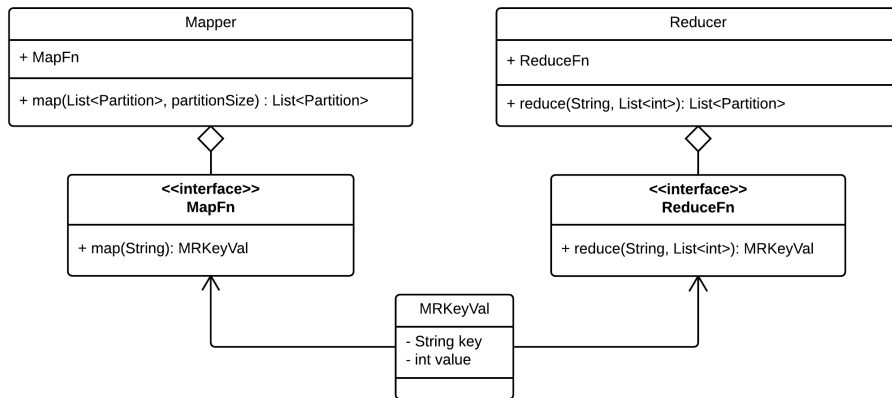 Mapper
+ MapFn
+ map(List<Partition>, partitionSize) : List<Partition>
Reducer
+ ReduceFn
+ reduce(String, List<int>): List<Partition>
<<interface>>
MapFn
+ map(String): MRKeyVal
<<interface>>
ReduceFn
+ reduce(String, List<int>): MRKeyVal
MRKeyVal
- String key
- int value